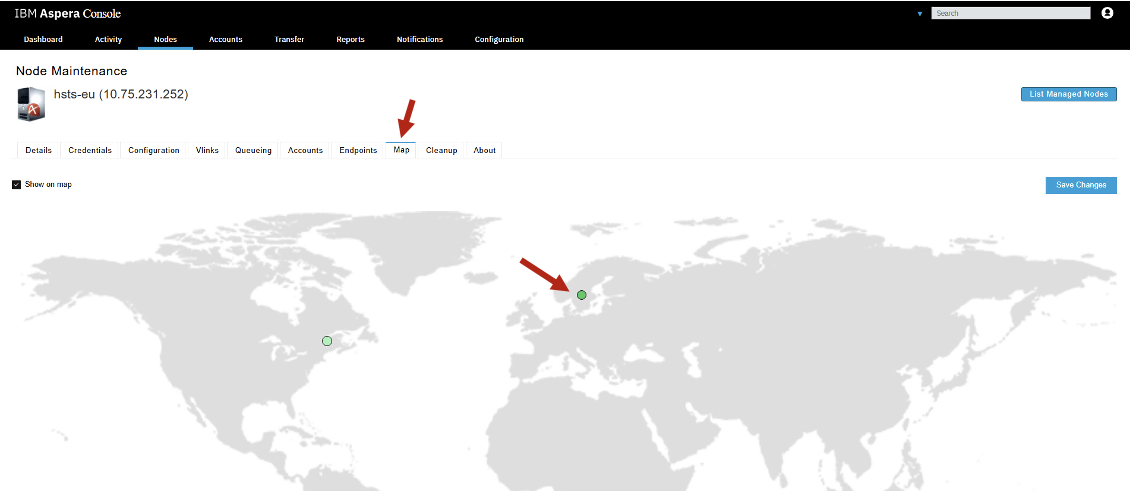 IBM Aspera Console
Search
Dashboard Activity Nodes Accounts Transfer Reports Notifications Configuration
Node Maintenance
hsts-eu (10.75.231.252)
List Managed Nodes
Details Credentials Configuration Vlinks Queueing Accounts Endpoints Map Cleanup About
Show on map
Save Changes